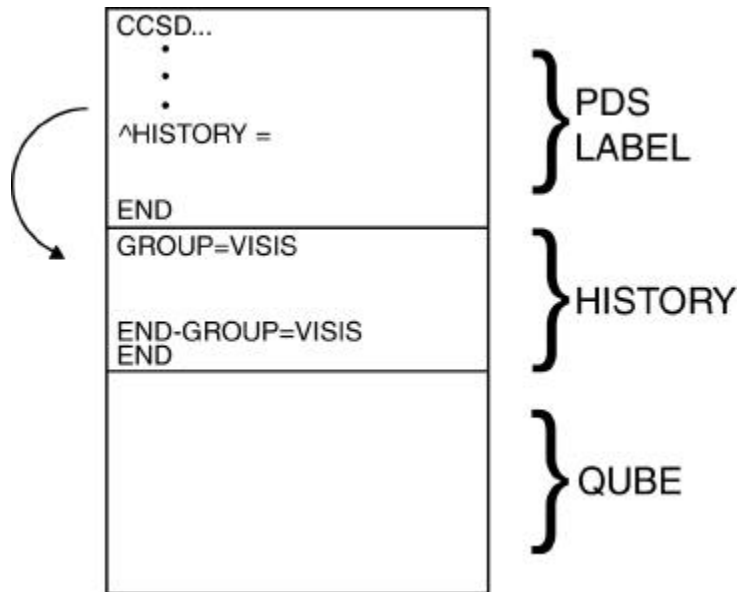 CCSD...
^HISTORY =
END
PDS
LABEL
GROUP=VISIS
END-GROUP=VISIS
END
HISTORY
QUBE